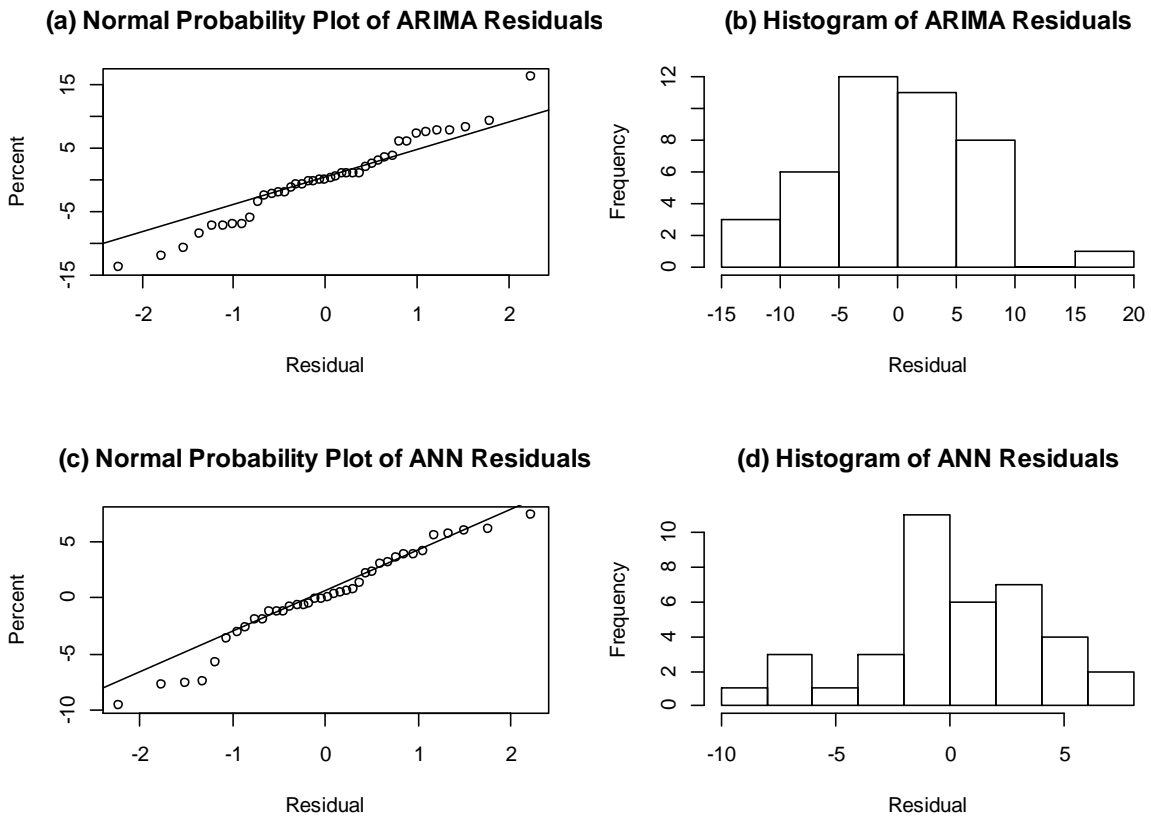 (a) Normal Probability Plot of ARIMA Residuals
15
5
-5
-15
Percent
-2 -1 0 1 2
Residual
(b) Histogram of ARIMA Residuals
12
8
6
4
2
0
Frequency
-15 -10 -5 0 5 10 15 20
Residual
(c) Normal Probability Plot of ANN Residuals
5
0
-5
-10
Percent
-2 -1 0 1 2
Residual
(d) Histogram of ANN Residuals
10
8
6
4
2
0
Frequency
-10 -5 0 5
Residual